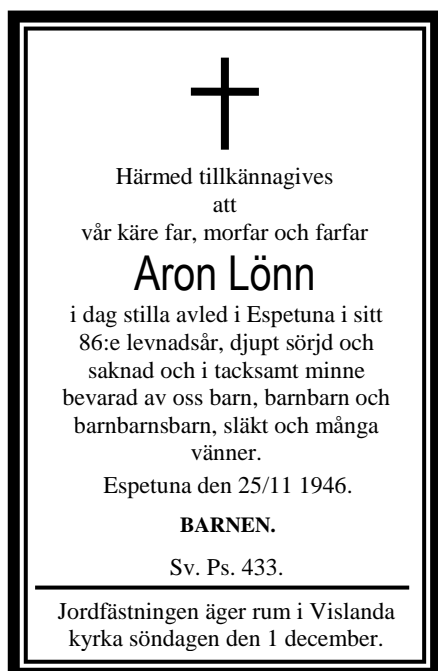 Härmed tillkännagives
att
vår käre far, morfar och farfar
Aron Lönn
i dag stilla avled i Espetuna i sitt
86:e levnadsår, djupt sörjd och
saknad och i tacksamt minne
bevarad av oss barn, barnbarn och
barnbarnsbarn, släkt och många
vänner.
Espetuna den 25/11 1946.
BARNEN.
Sv. Ps. 433.
Jordfästningen äger rum i Vislanda
kyrka söndagen den 1 december.